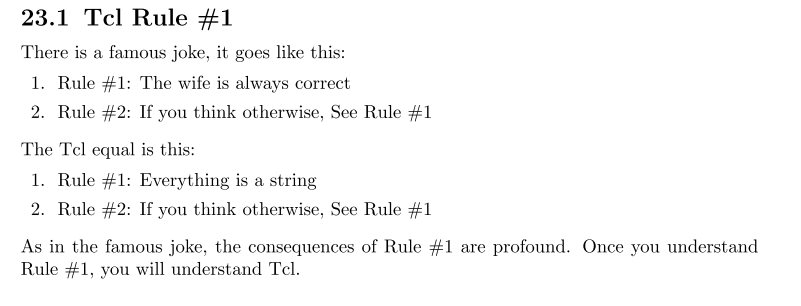 23.1 Tcl Rule #1
There is a famous joke, it goes like this:
1. Rule #1: The wife is always correct
2. Rule #2: If you think otherwise, See Rule #1
The Tcl equal is this:
1. Rule #1: Everything is a string
2. Rule #2: If you think otherwise, See Rule #1
As in the famous joke, the consequences of Rule #1 are profound. Once you understand
Rule #1, you will understand Tcl.